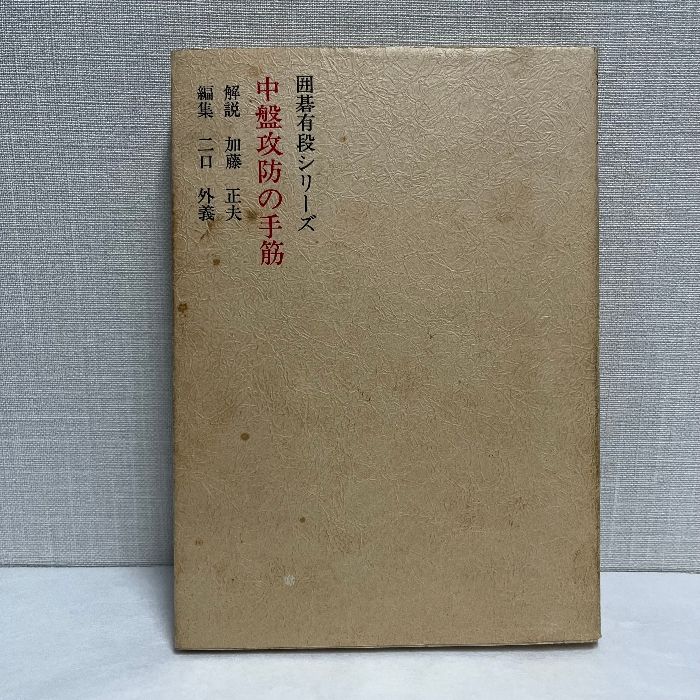 囲碁有段シリーズ
中盤攻防の手筋
解説 加藤 正夫
編集 二口 外義